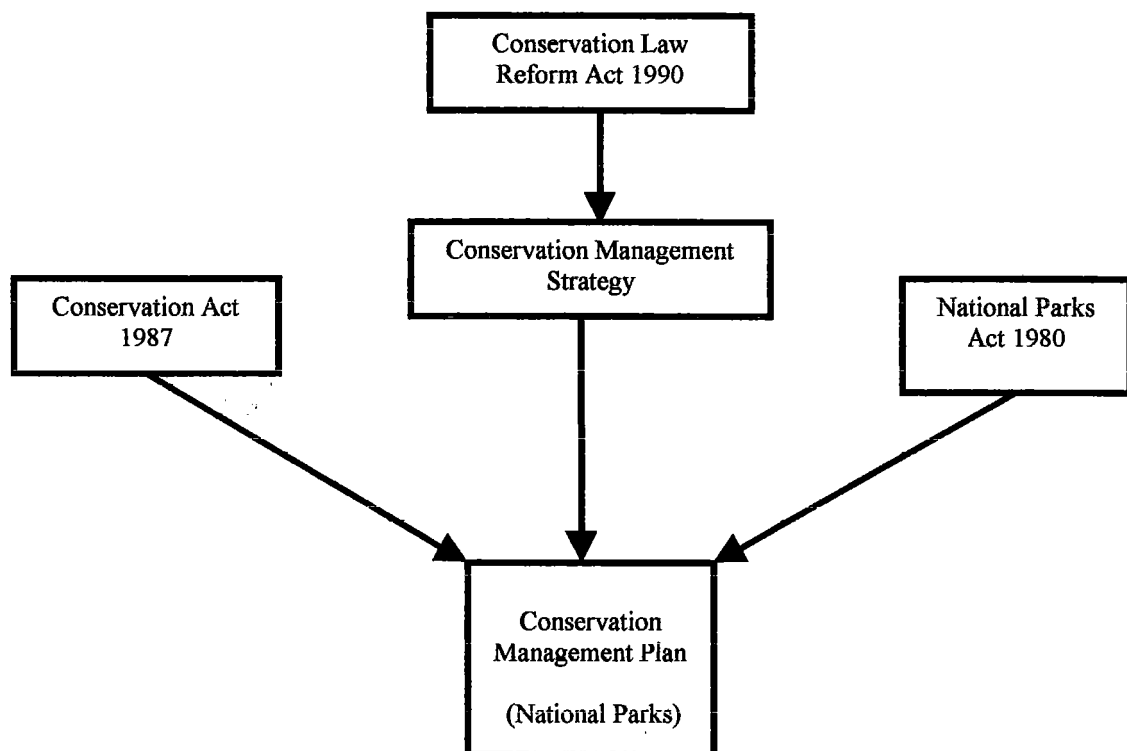 Conservation Law
Reform Act 1990
Conservation Management
Strategy
Conservation Act
1987
National Parks
Act 1980
Conservation
Management Plan
(National Parks)